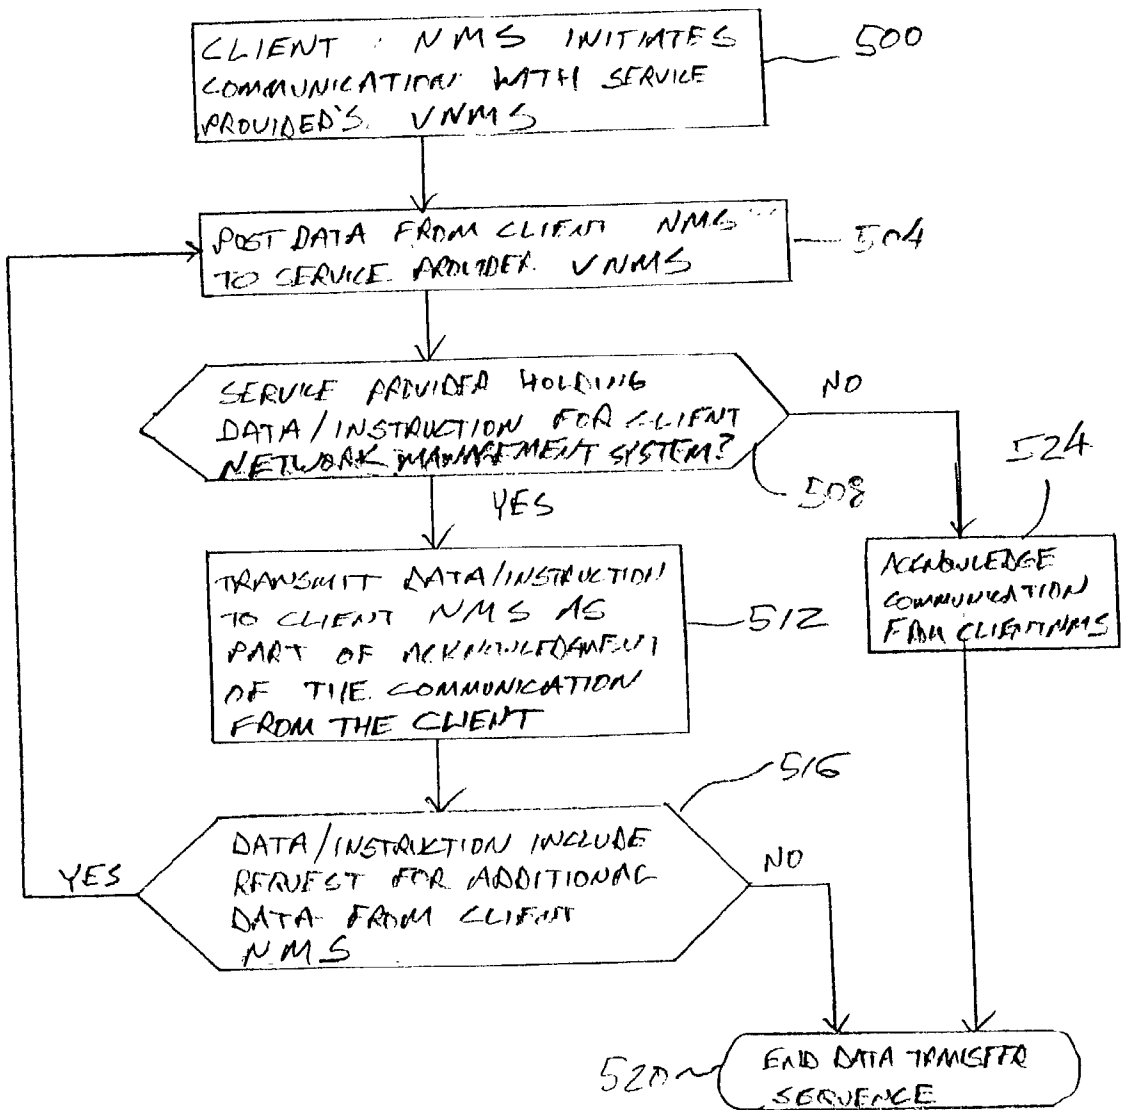 CLIENT NMS INITIATES
COMMUNICATION WITH SERVICE
PROVIDER'S VNMS
500
POST DATA FROM CLIENT NMS
TO SERVICE PROVIDER VNMS
504
SERVICE PROVIDER HOLDING
DATA/INSTRUCTION FOR CLIENT
NETWORK MANAGEMENT SYSTEM?
508
NO
YES
524
ACKNOWLEDGE
COMMUNICATION
FROM CLIENT NMS
TRANSMIT DATA/INSTRUCTION
TO CLIENT NMS AS
PART OF ACKNOWLEDGMENT
OF THE COMMUNICATION
FROM THE CLIENT
512
516
DATA/INSTRUCTION INCLUDE
REQUEST FOR ADDITIONAL
DATA FROM CLIENT
NMS
YES
NO
520
END DATA TRANSFER
SEQUENCE